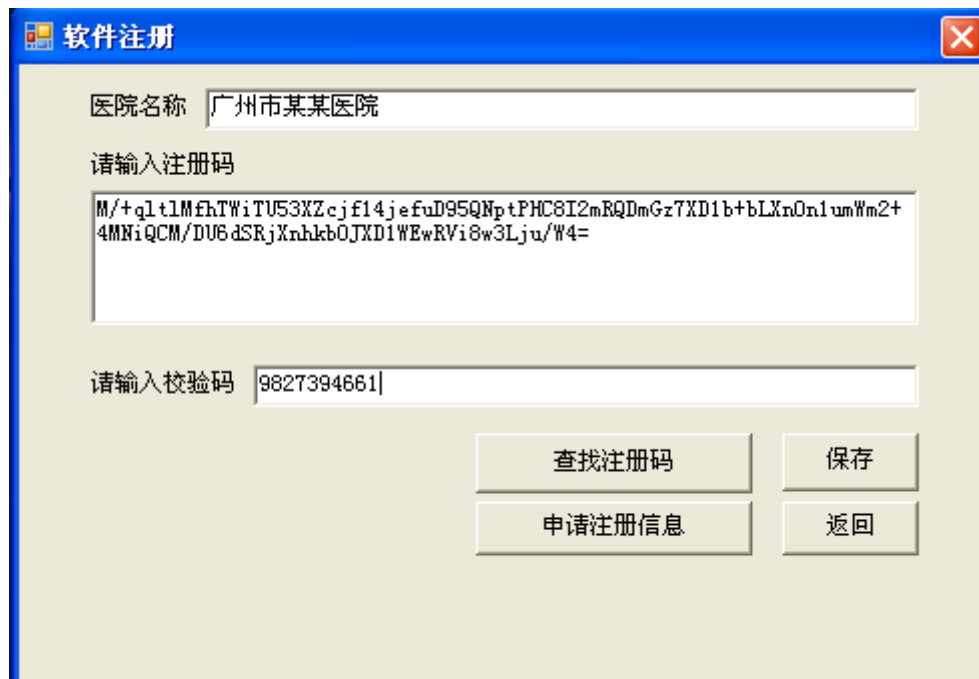 软件注册
医院名称 广州市某某医院
请输入注册码
M/+qltlMfhTWiTU53XZcjf14jefuD95QNptPHC8I2mRQDmGz7XD1b+bLXnOn1umWm2+
4MNiQCM/DU6dSRjXnhkbOJXD1WEwRVi8w3Lju/W4=
请输入校验码 9827394661
查找注册码 保存
申请注册信息 返回